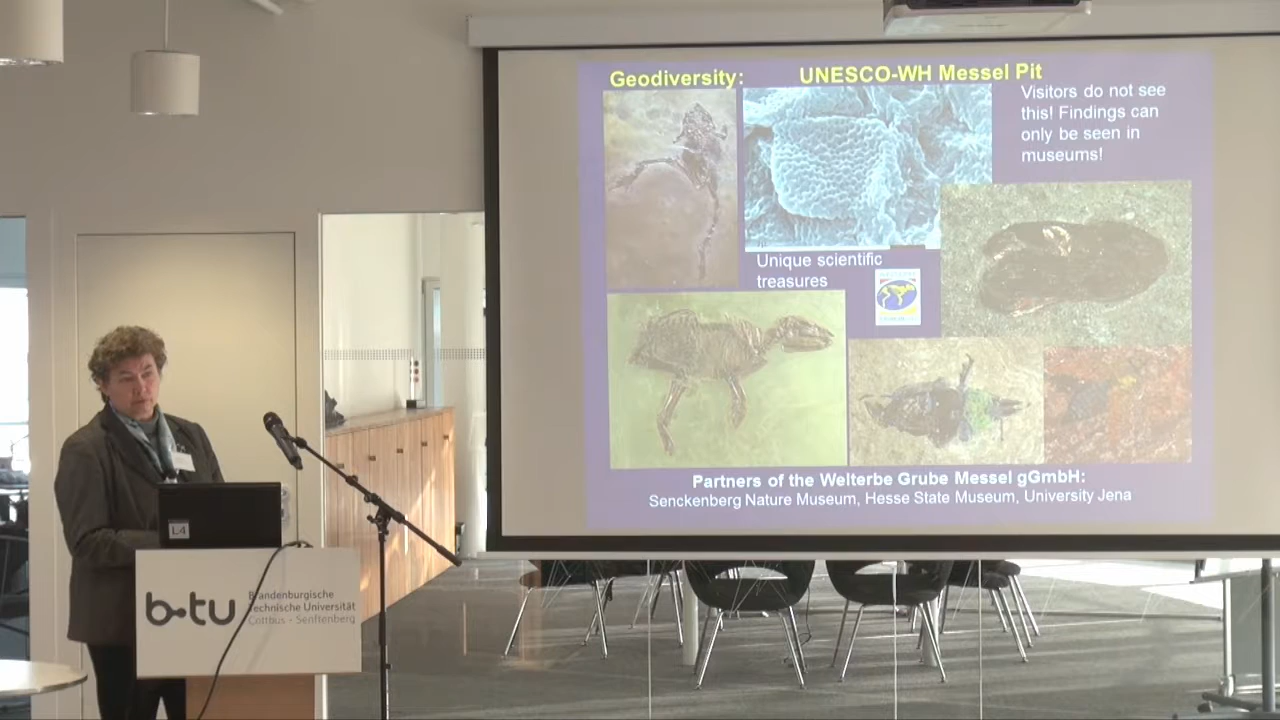 Geodiversity: UNESCO-WH Messel Pit
Visitors do not see
this! Findings can
only be seen in
museums!
Unique scientific
treasures
Partners of the Welterbe Grube Messel gGmbH:
Senckenberg Nature Museum, Hesse State Museum, University Jena
L4
b-tu
Brandenburgische
Technische Universität
Cottbus - Senftenberg